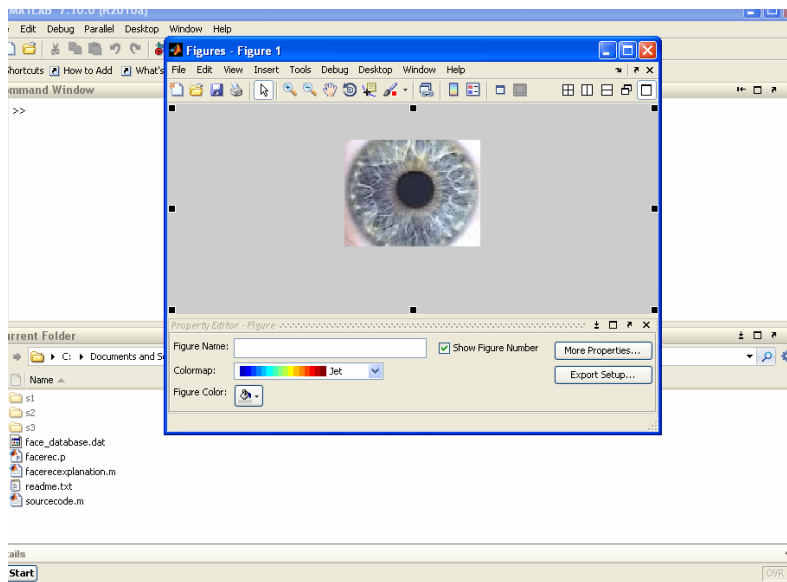 MATLAB 7.10.0 (R2010a)
Edit Debug Parallel Desktop Window Help
Shortcuts How to Add What's
Command Window
>>
Figures - Figure 1
File Edit View Insert Tools Debug Desktop Window Help
Property Editor - Figure
Figure Name:
Show Figure Number
More Properties...
Colormap: Jet
Export Setup...
Figure Color:
Current Folder
C: Documents and S
Name
s1
s2
s3
face_database.dat
facerec.p
facerecexplanation.m
readme.txt
sourcecode.m
tails
Start
OVR